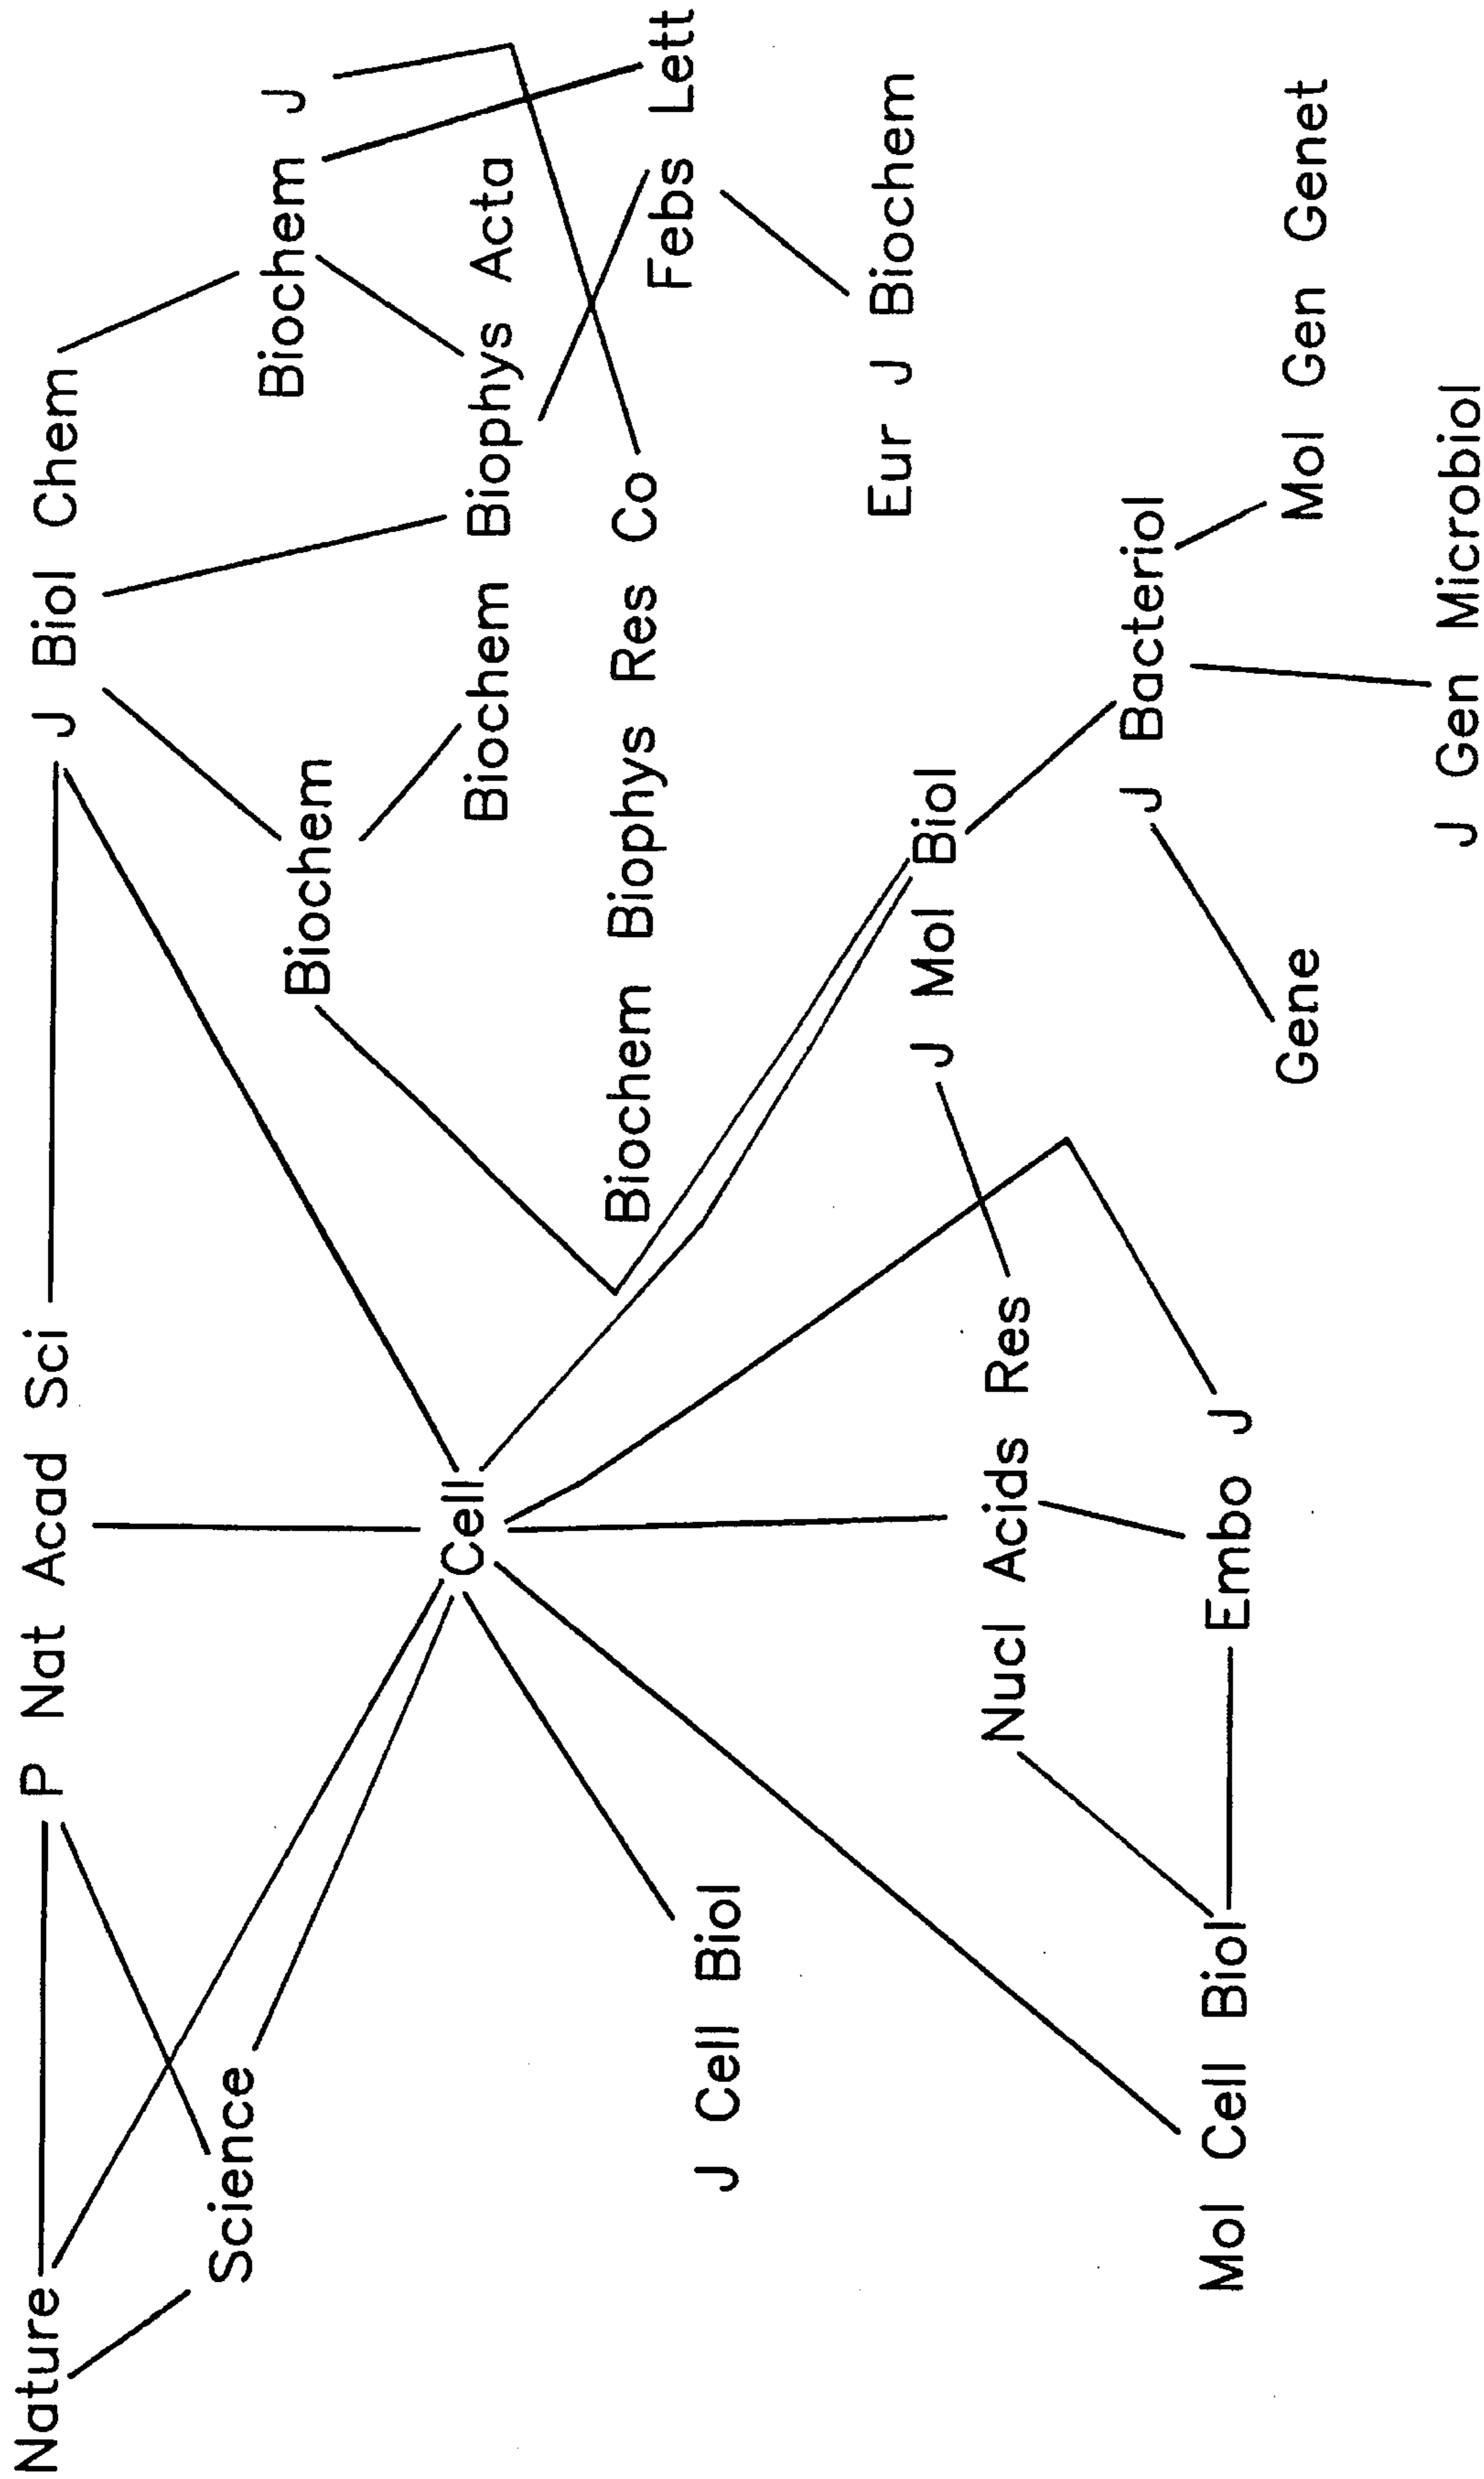 Nature
P Nat Acad Sci
J Biol Chem
Science
Biochem
Biochem J
Cell
Biochem Biophys Acta
J Cell Biol
Biochem Biophys Res Co
Febs Lett
J Mol Biol
Eur J Biochem
Nucl Acids Res
J Bacteriol
Mol Cell Biol
Embo J
Gene
Mol Gen Genet
J Gen Microbiol